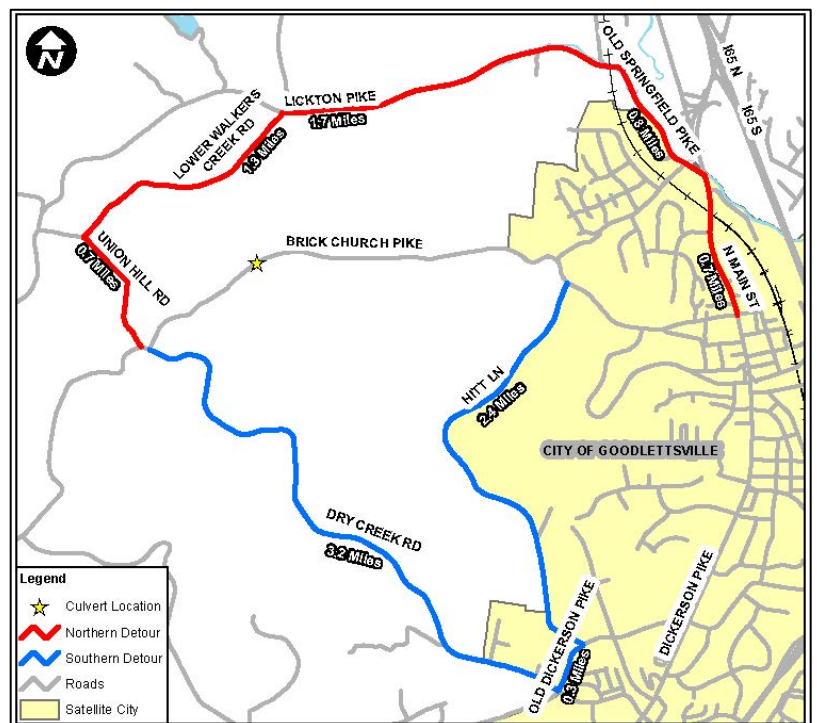 N
OLD SPRINGFIELD PIKE
I65 N
I65 S
LICKTON PIKE
1.7 Miles
LOWER WALKERS
CREEK RD
1.3 Miles
0.8 Miles
UNION HILL RD
0.7 Miles
BRICK CHURCH PIKE
N MAIN ST
0.7 Miles
HITT LN
2.4 Miles
CITY OF GOODLETTSVILLE
DRY CREEK RD
3.2 Miles
OLD DICKERSON PIKE
0.3 Miles
DICKERSON PIKE
Legend
Culvert Location
Northern Detour
Southern Detour
Roads
Satellite City